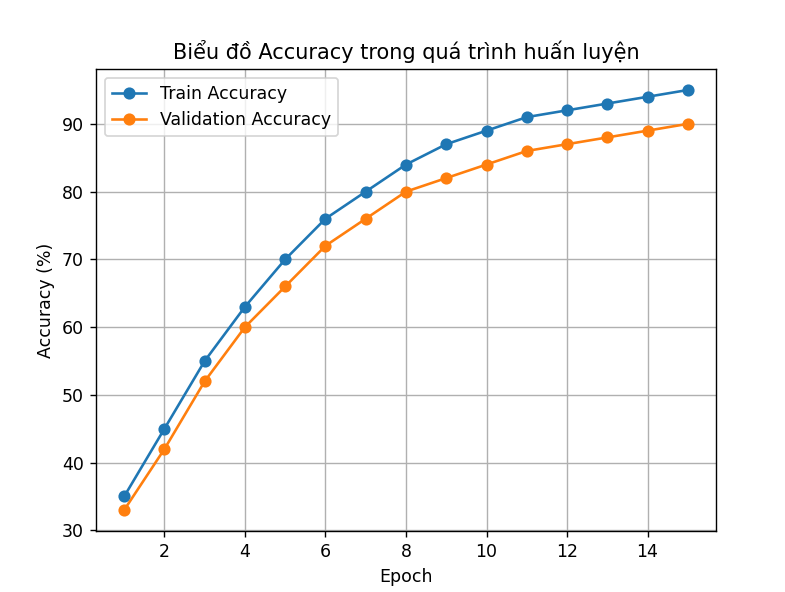 Biểu đồ Accuracy trong quá trình huấn luyện
Train Accuracy
Validation Accuracy
90
80
70
60
50
40
30
Accuracy (%)
2 4 6 8 10 12 14
Epoch